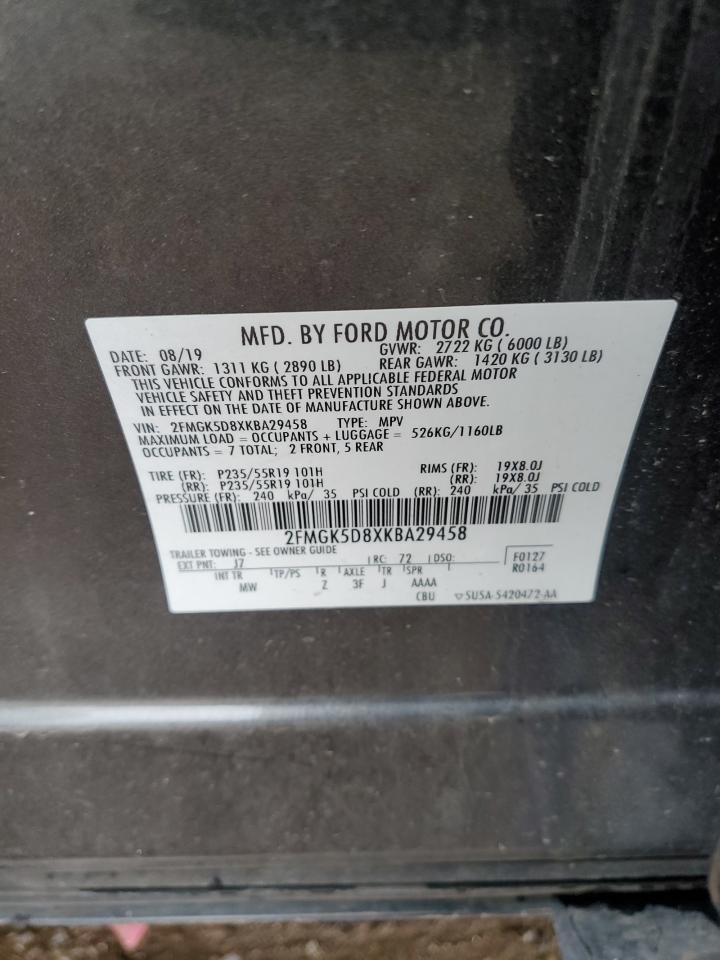 MFD. BY FORD MOTOR CO.
DATE: 08/19 GVWR: 2722 KG ( 6000 LB)
FRONT GAWR: 1311 KG ( 2890 LB) REAR GAWR: 1420 KG ( 3130 LB)
THIS VEHICLE CONFORMS TO ALL APPLICABLE FEDERAL MOTOR
VEHICLE SAFETY AND THEFT PREVENTION STANDARDS
IN EFFECT ON THE DATE OF MANUFACTURE SHOWN ABOVE.
VIN: 2FMGK5D8XKBA29458 TYPE: MPV
MAXIMUM LOAD = OCCUPANTS + LUGGAGE = 526KG/1160LB
OCCUPANTS = 7 TOTAL; 2 FRONT, 5 REAR
TIRE (FR): P235/55R19 101H RIMS (FR): 19X8.0J
(RR): P235/55R19 101H (RR): 19X8.0J
PRESSURE (FR): 240 kPa/ 35 PSI COLD (RR): 240 kPa/ 35 PSI COLD
2FMGK5D8XKBA29458
TRAILER TOWING - SEE OWNER GUIDE
EXT PNT: J7 RC: 72 DSO: F0127
INT TR TP/PS R AXLE TR SPR R0164
MW Z 3F J AAAA
CBU ▽5USA-5420472-AA